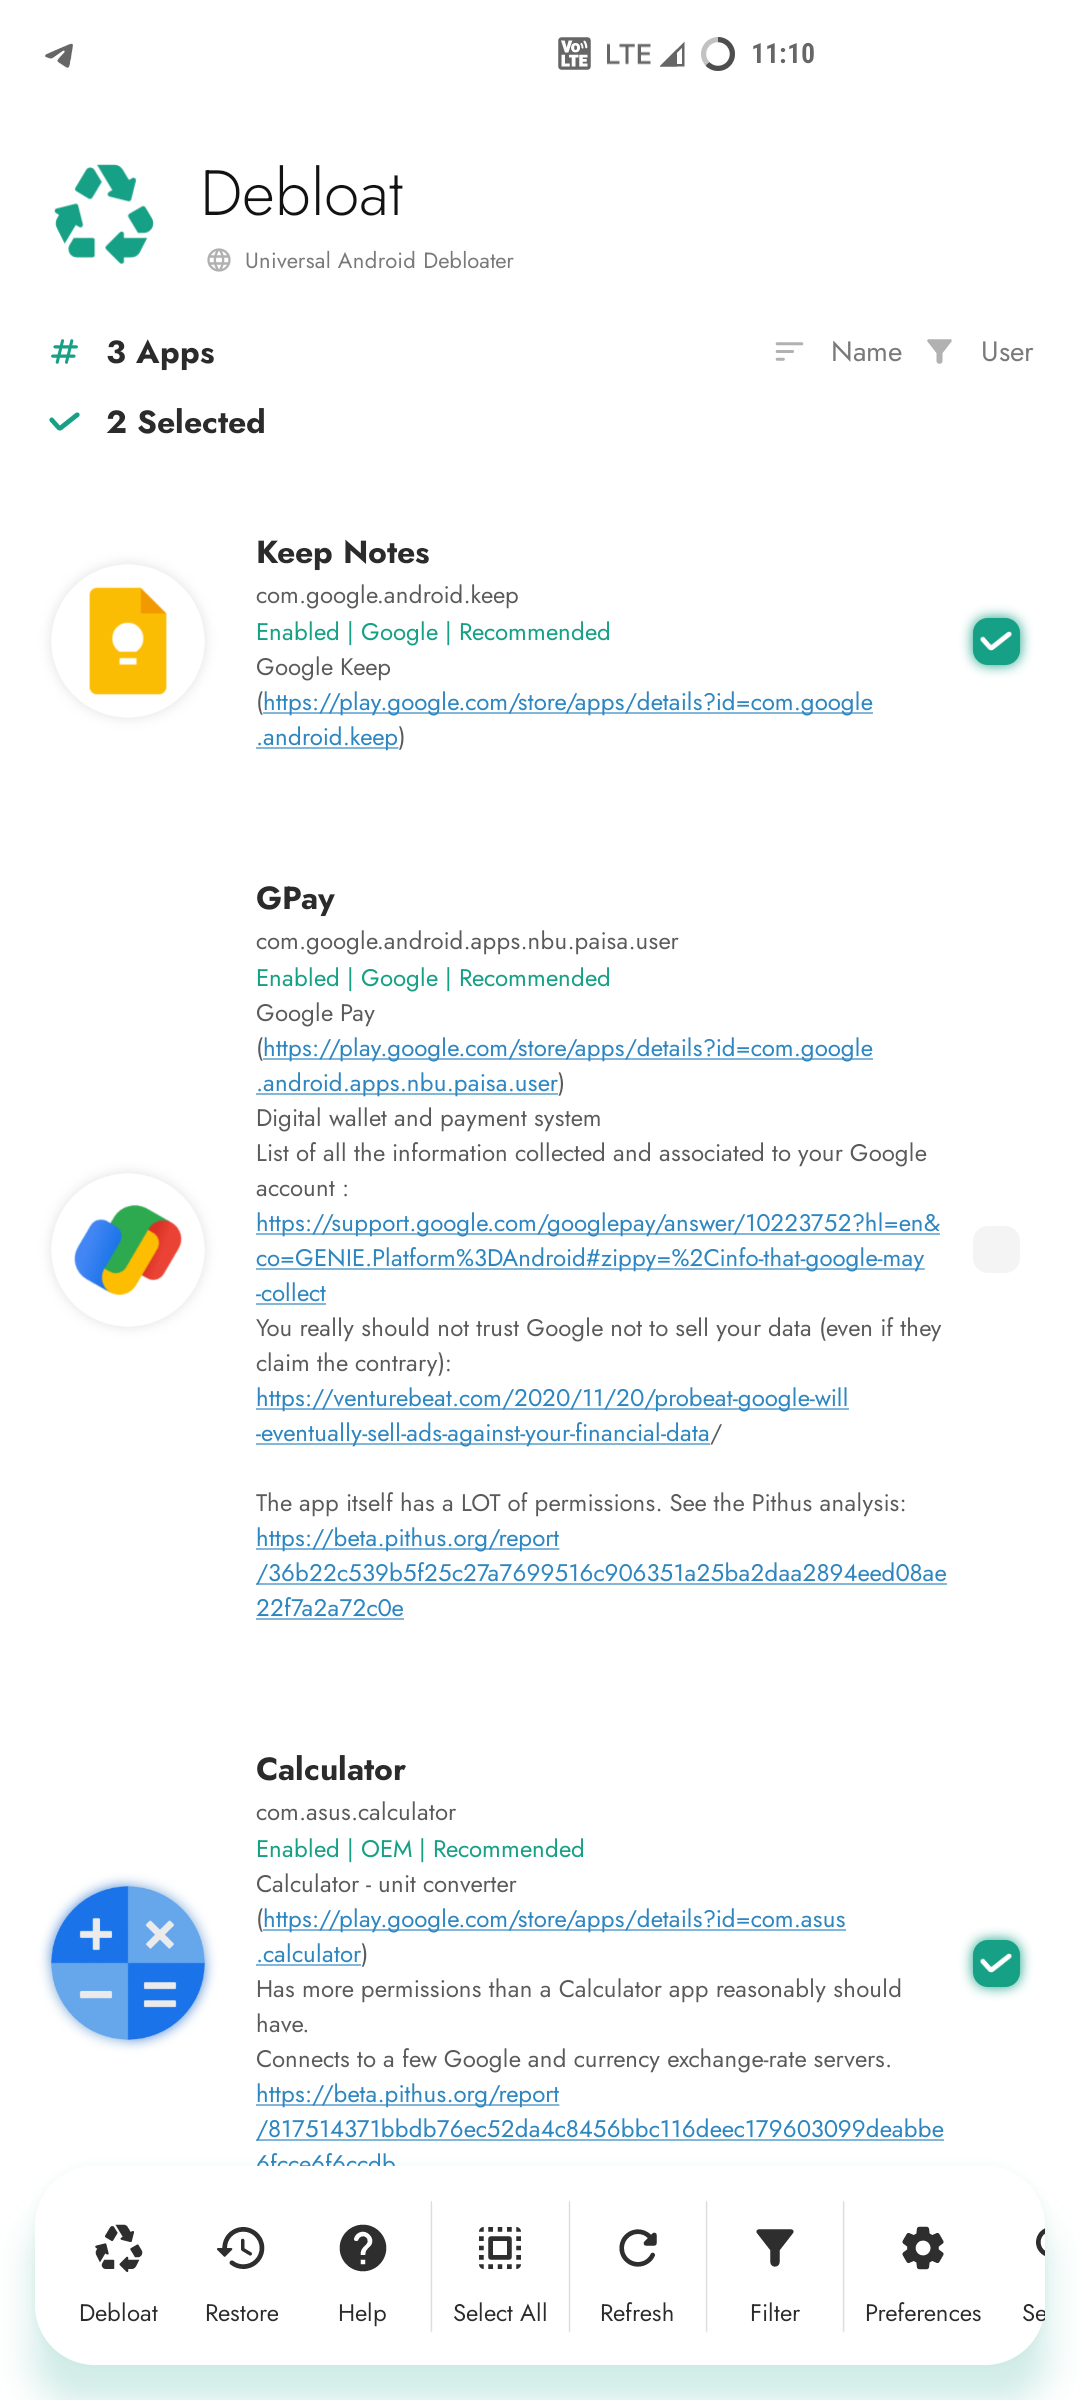 Vo LTE LTE 11:10
Debloat
Universal Android Debloater
# 3 Apps Name User
2 Selected
Keep Notes
com.google.android.keep
Enabled | Google | Recommended
Google Keep
(https://play.google.com/store/apps/details?id=com.google
.android.keep)
GPay
com.google.android.apps.nbu.paisa.user
Enabled | Google | Recommended
Google Pay
(https://play.google.com/store/apps/details?id=com.google
.android.apps.nbu.paisa.user)
Digital wallet and payment system
List of all the information collected and associated to your Google
account :
https://support.google.com/googlepay/answer/10223752?hl=en&
co=GENIE.Platform%3DAndroid#zippy=%2Cinfo-that-google-may
-collect
You really should not trust Google not to sell your data (even if they
claim the contrary):
https://venturebeat.com/2020/11/20/probeat-google-will
-eventually-sell-ads-against-your-financial-data/
The app itself has a LOT of permissions. See the Pithus analysis:
https://beta.pithus.org/report
/36b22c539b5f25c27a7699516c906351a25ba2daa2894eed08ae
22f7a2a72c0e
Calculator
com.asus.calculator
Enabled | OEM | Recommended
Calculator - unit converter
(https://play.google.com/store/apps/details?id=com.asus
.calculator)
Has more permissions than a Calculator app reasonably should
have.
Connects to a few Google and currency exchange-rate servers.
https://beta.pithus.org/report
/817514371bbdb76ec52da4c8456bbc116deec179603099deabbe
6fcce6f6ccdb
Debloat Restore Help Select All Refresh Filter Preferences Se